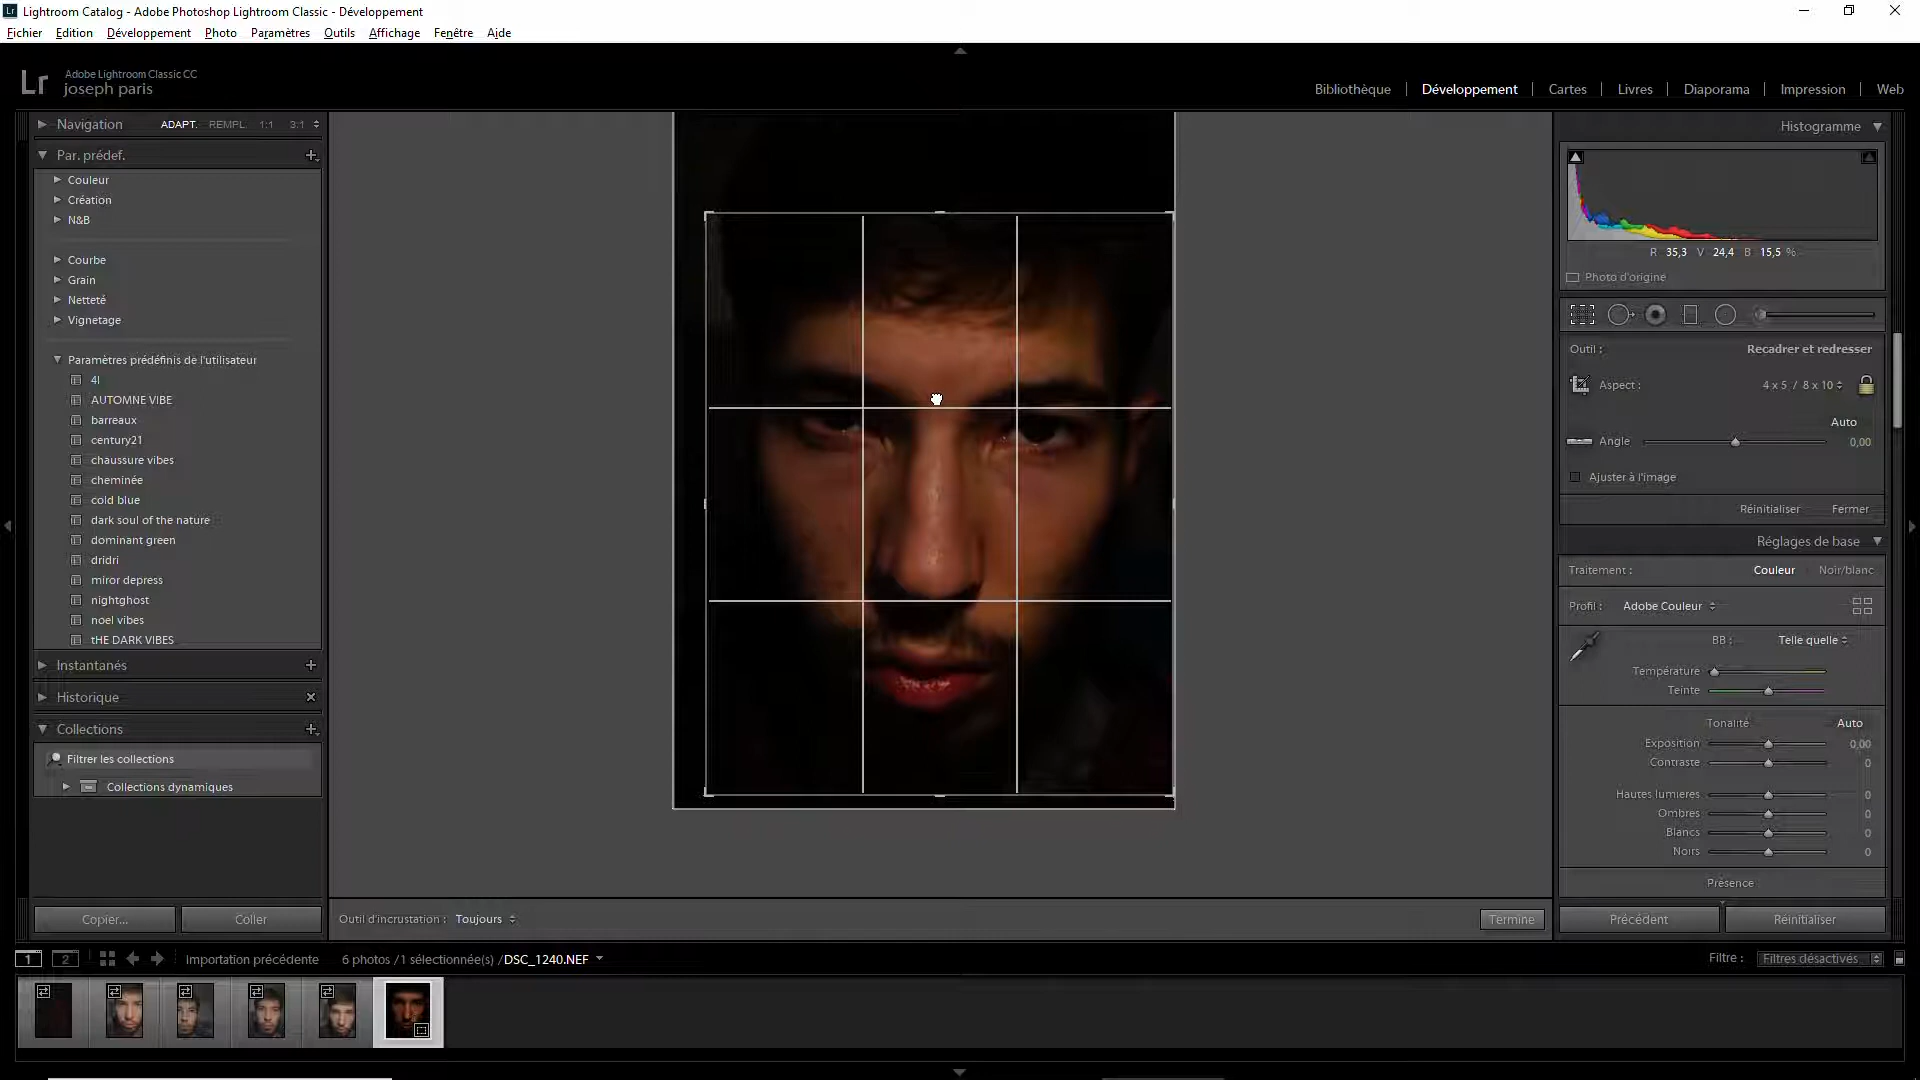 Lightroom Catalog - Adobe Photoshop Lightroom Classic - Développement
Fichier Edition Développement Photo Paramètres Outils Affichage Fenêtre Aide
Lr Adobe Lightroom Classic CC
joseph paris
Bibliothèque | Développement | Cartes | Livres | Diaporama | Impression | Web
Navigation ADAPT. REMPL. 1:1 3:1
Par. prédéf.
Couleur
Création
N&B
Courbe
Grain
Netteté
Vignetage
Paramètres prédéfinis de l'utilisateur
4l
AUTOMNE VIBE
barreaux
century21
chaussure vibes
cheminée
cold blue
dark soul of the nature
dominant green
dridri
miror depress
nightghost
noel vibes
tHE DARK VIBES
Instantanés
Historique
Collections
Filtrer les collections
Collections dynamiques
Copier... Coller
Outil d'incrustation : Toujours
Terminé
Histogramme
R 35,3 V 24,4 B 15,5 %
Photo d'origine
Outil : Recadrer et redresser
Aspect : 4 x 5 / 8 x 10
Auto
Angle 0,00
Ajuster à l'image
Réinitialiser Fermer
Réglages de base
Traitement : Couleur Noir/blanc
Profil : Adobe Couleur
BB : Telle quelle
Température
Teinte
Tonalité Auto
Exposition 0,00
Contraste 0
Hautes lumières 0
Ombres 0
Blancs 0
Noirs 0
Présence
Précédent Réinitialiser
1 2 Importation précédente 6 photos /1 sélectionnée(s) /DSC_1240.NEF
Filtre : Filtres désactivés